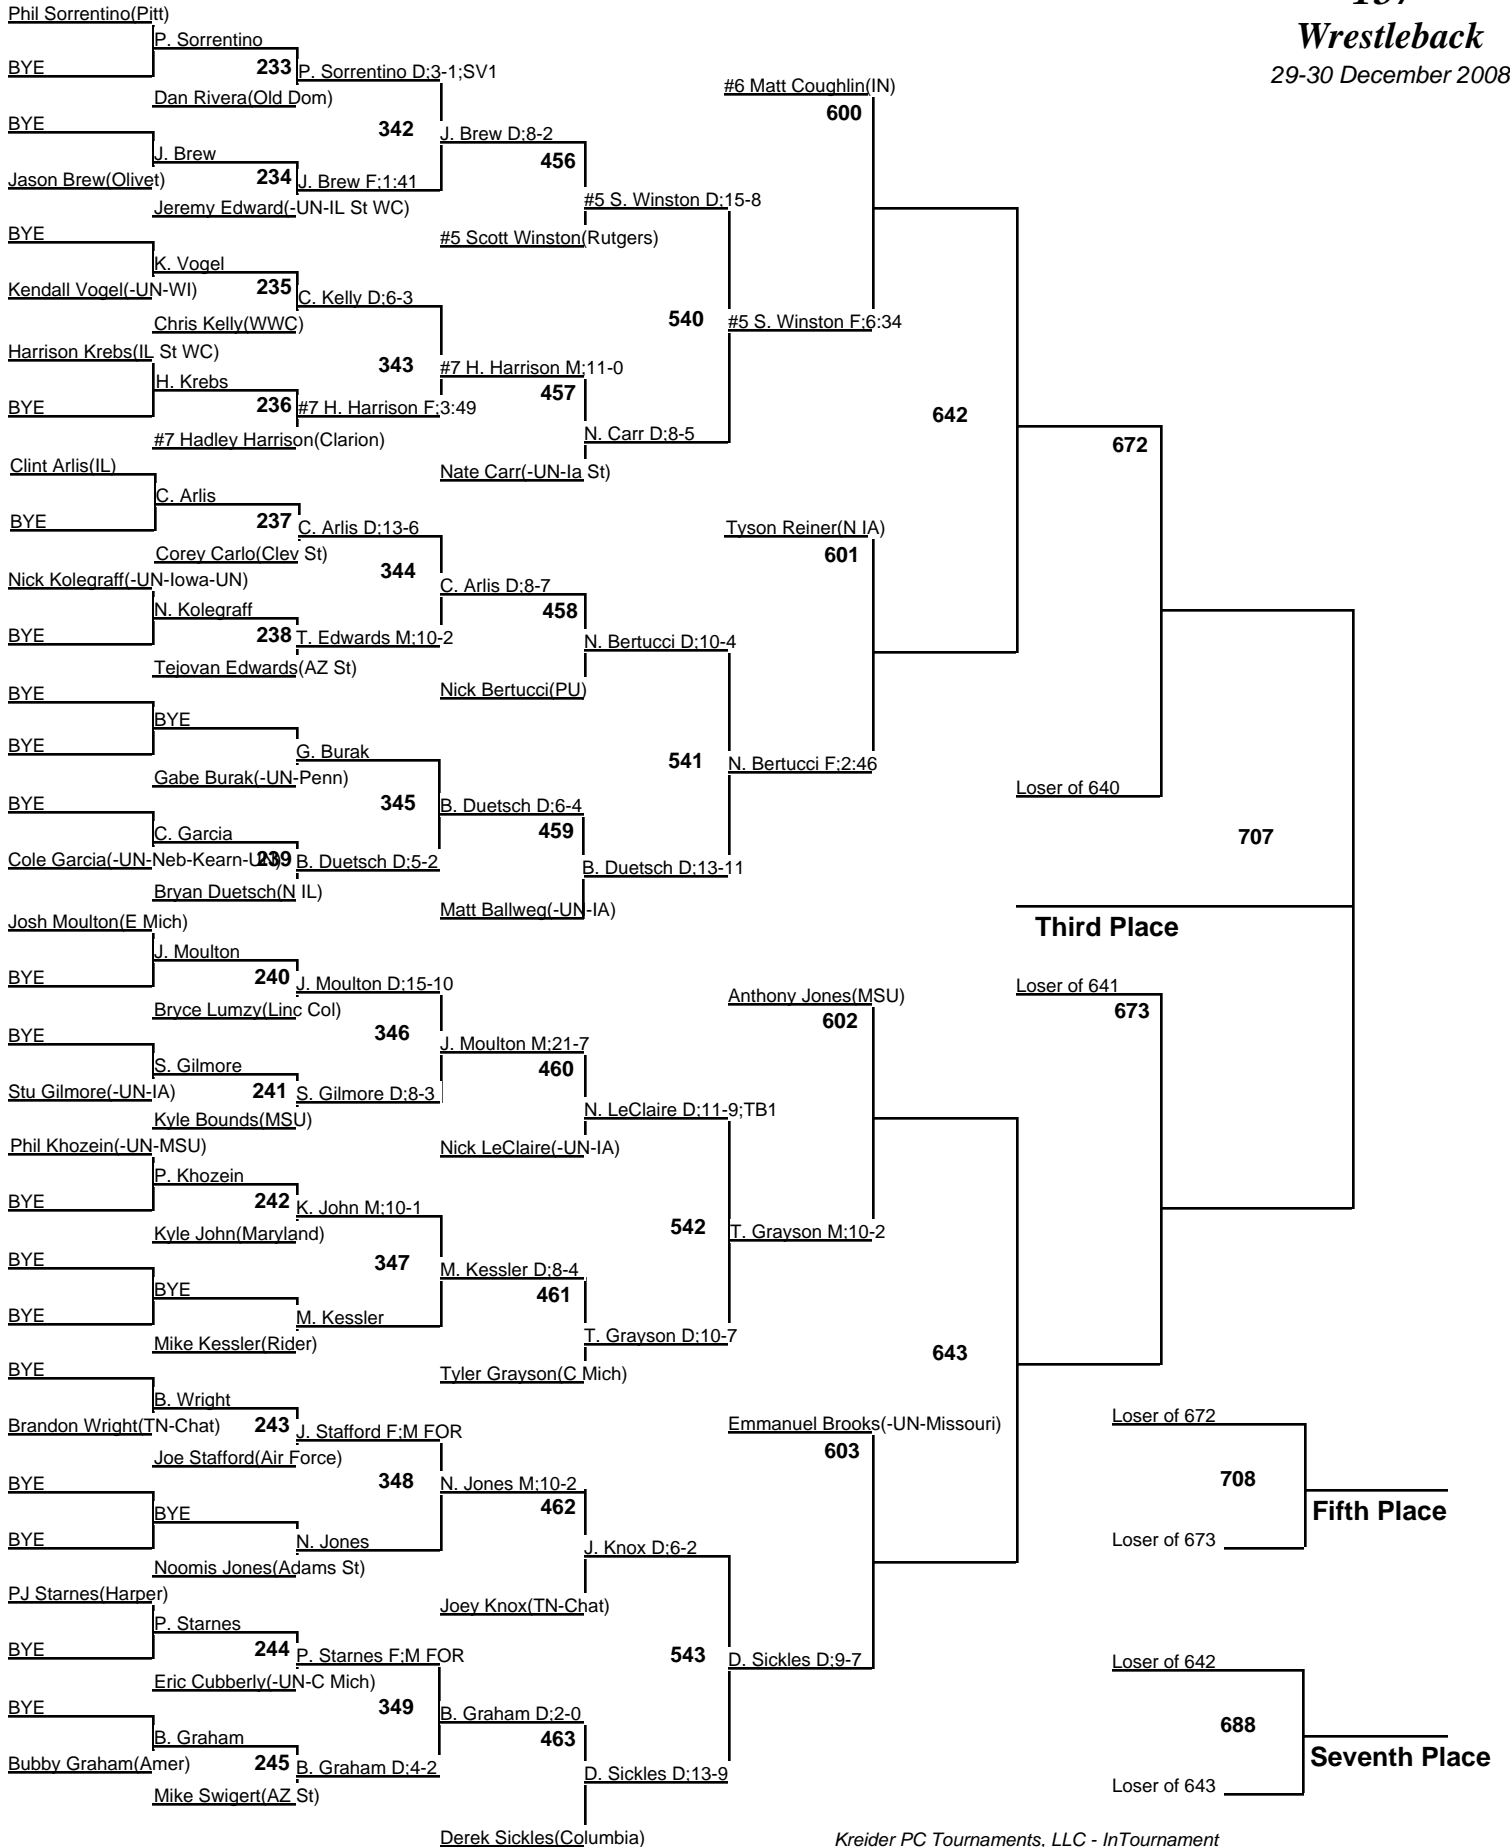 157
Wrestleback
29-30 December 2008
Phil Sorrentino(Pitt)
P. Sorrentino
BYE
233
P. Sorrentino D;3-1;SV1
Dan Rivera(Old Dom)
BYE
342
J. Brew D;8-2
J. Brew
456
Jason Brew(Olivet)
234
J. Brew F;1:41
Jeremy Edward(-UN-IL St WC)
#5 S. Winston D;15-8
#5 Scott Winston(Rutgers)
#6 Matt Coughlin(IN)
600
BYE
K. Vogel
Kendall Vogel(-UN-WI)
235
C. Kelly D;6-3
Chris Kelly(WWC)
540
#5 S. Winston F;6:34
Harrison Krebs(IL St WC)
343
#7 H. Harrison M;11-0
H. Krebs
457
BYE
236
#7 H. Harrison F;3:49
#7 Hadley Harrison(Clarion)
N. Carr D;8-5
Nate Carr(-UN-Ia St)
642
672
Clint Arlis(IL)
C. Arlis
BYE
237
C. Arlis D;13-6
Corey Carlo(Clev St)
Tyson Reiner(N IA)
601
Nick Kolegraff(-UN-Iowa-UN)
344
C. Arlis D;8-7
N. Kolegraff
458
BYE
238
T. Edwards M;10-2
N. Bertucci D;10-4
Tejovan Edwards(AZ St)
Nick Bertucci(PU)
BYE
BYE
BYE
G. Burak
Gabe Burak(-UN-Penn)
541
N. Bertucci F;2:46
Loser of 640
BYE
345
B. Duetsch D;6-4
C. Garcia
459
707
Cole Garcia(-UN-Neb-Kearn-UN)
239
B. Duetsch D;5-2
B. Duetsch D;13-11
Bryan Duetsch(N IL)
Matt Ballweg(-UN-IA)
Third Place
Josh Moulton(E Mich)
J. Moulton
BYE
240
J. Moulton D;15-10
Bryce Lumzy(Linc Col)
Anthony Jones(MSU)
602
Loser of 641
673
BYE
346
J. Moulton M;21-7
S. Gilmore
460
Stu Gilmore(-UN-IA)
241
S. Gilmore D;8-3
N. LeClaire D;11-9;TB1
Kyle Bounds(MSU)
Nick LeClaire(-UN-IA)
Phil Khozein(-UN-MSU)
P. Khozein
BYE
242
K. John M;10-1
Kyle John(Maryland)
542
T. Grayson M;10-2
BYE
347
M. Kessler D;8-4
BYE
461
BYE
M. Kessler
T. Grayson D;10-7
Mike Kessler(Rider)
Tyler Grayson(C Mich)
643
BYE
B. Wright
Brandon Wright(TN-Chat)
243
J. Stafford F;M FOR
Joe Stafford(Air Force)
Emmanuel Brooks(-UN-Missouri)
603
Loser of 672
708
Fifth Place
Loser of 673
BYE
348
N. Jones M;10-2
BYE
462
BYE
N. Jones
J. Knox D;6-2
Noomis Jones(Adams St)
Joey Knox(TN-Chat)
PJ Starnes(Harper)
P. Starnes
BYE
244
P. Starnes F;M FOR
Eric Cubberly(-UN-C Mich)
543
D. Sickles D;9-7
Loser of 642
688
Seventh Place
Loser of 643
BYE
349
B. Graham D;2-0
B. Graham
463
Bubby Graham(Amer)
245
B. Graham D;4-2
D. Sickles D;13-9
Mike Swigert(AZ St)
Derek Sickles(Columbia)
Kreider PC Tournaments, LLC - InTournament